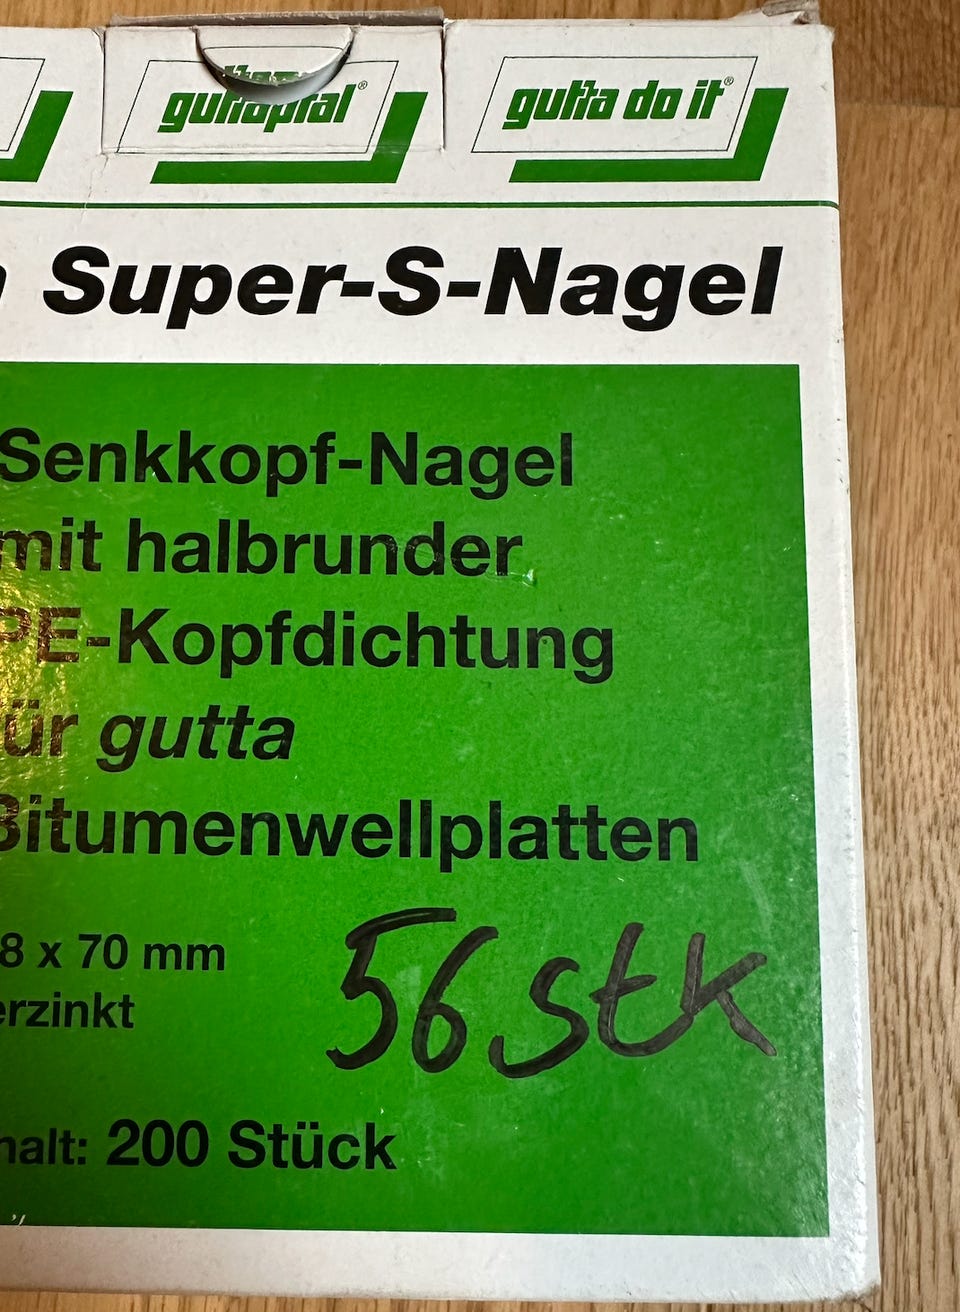 guttapral®
gutta do it®
Super-S-Nagel
Senkkopf-Nagel
mit halbrunder
PE-Kopfdichtung
für gutta
Bitumenwellplatten
8 x 70 mm
erzinkt
56 stk
halt: 200 Stück